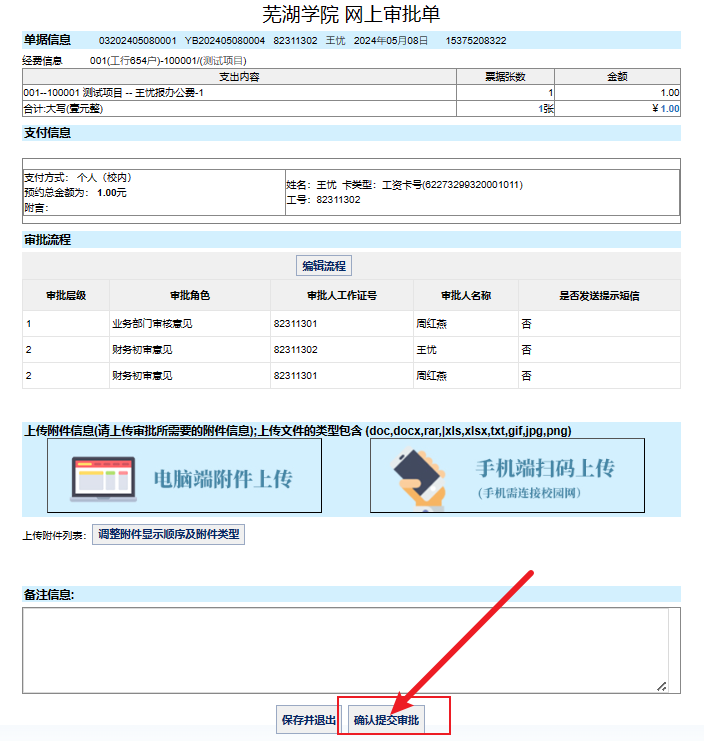 芜湖学院 网上审批单
单据信息 03202405080001 YB202405080004 82311302 王忧 2024年05月08日 15375208322
经费信息 001(工行654户)-100001/(测试项目)
支出内容 票据张数 金额
001--100001 测试项目 -- 王忧报办公费-1 1 1.00
合计:大写(壹元整) 1张 ¥ 1.00
支付信息
支付方式: 个人（校内）
预约总金额为: 1.00元
附言:
姓名: 王忧 卡类型: 工资卡号(62273299320001011)
工号: 82311302
审批流程
编辑流程
审批层级 审批角色 审批人工作证号 审批人名称 是否发送提示短信
1 业务部门审核意见 82311301 周红燕 否
2 财务初审意见 82311302 王忧 否
2 财务初审意见 82311301 周红燕 否
上传附件信息(请上传审批所需要的附件信息);上传文件的类型包含 (doc,docx,rar,|xls,xlsx,txt,gif,jpg,png)
电脑端附件上传
手机端扫码上传
(手机需连接校园网)
上传附件列表: 调整附件显示顺序及附件类型
备注信息:
保存并退出 确认提交审批